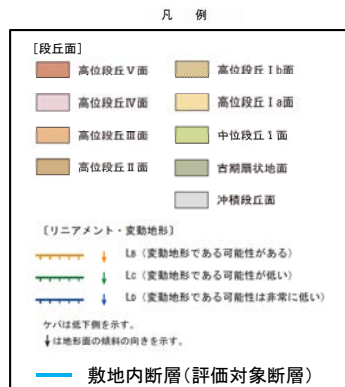 凡 例
[段丘面]
高位段丘Ⅴ面
高位段丘Ⅳ面
高位段丘Ⅲ面
高位段丘Ⅱ面
高位段丘Ⅰb面
高位段丘Ⅰa面
中位段丘1面
古期扇状地面
沖積段丘面
〔リニアメント・変動地形〕
LB (変動地形である可能性がある)
LC (変動地形である可能性が低い)
LD (変動地形である可能性は非常に低い)
ケバは低下側を示す。
↓は地形面の傾斜の向きを示す。
敷地内断層(評価対象断層)